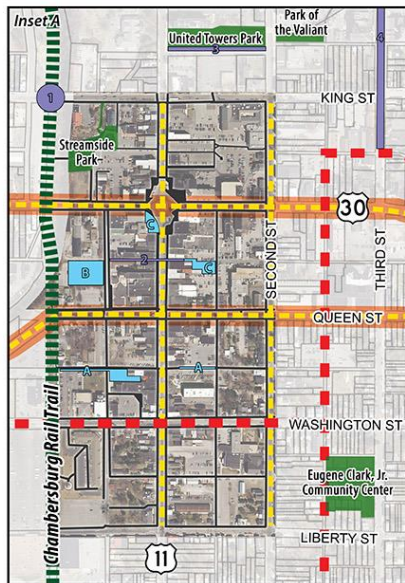 Inset A
United Towers Park
3
Park of
the Valiant
4
1
KING ST
Streamside
Park
30
C
2
C
B
SECOND ST
THIRD ST
QUEEN ST
A
A
WASHINGTON ST
Chambersburg Rail Trail
Eugene Clark, Jr.
Community Center
11
LIBERTY ST